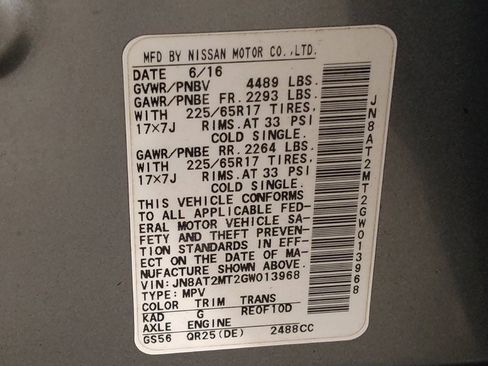 MFD BY NISSAN MOTOR CO.,LTD.
DATE 6/16
GVWR/PNBV 4489 LBS.
GAWR/PNBE FR. 2293 LBS.
WITH 225/65R17 TIRES,
17×7J RIMS. AT 33 PSI
COLD SINGLE.
GAWR/PNBE RR. 2264 LBS.
WITH 225/65R17 TIRES,
17×7J RIMS. AT 33 PSI
COLD SINGLE.
THIS VEHICLE CONFORMS
TO ALL APPLICABLE FED-
ERAL MOTOR VEHICLE SA-
FETY AND THEFT PREVEN-
TION STANDARDS IN EFF-
ECT ON THE DATE OF MA-
NUFACTURE SHOWN ABOVE.
VIN: JN8AT2MT2GW013968
TYPE: MPV
COLOR TRIM TRANS
KAD G RE0F10D
AXLE ENGINE
GS56 QR25(DE) 2488CC
JN8AT2MT2GW013968